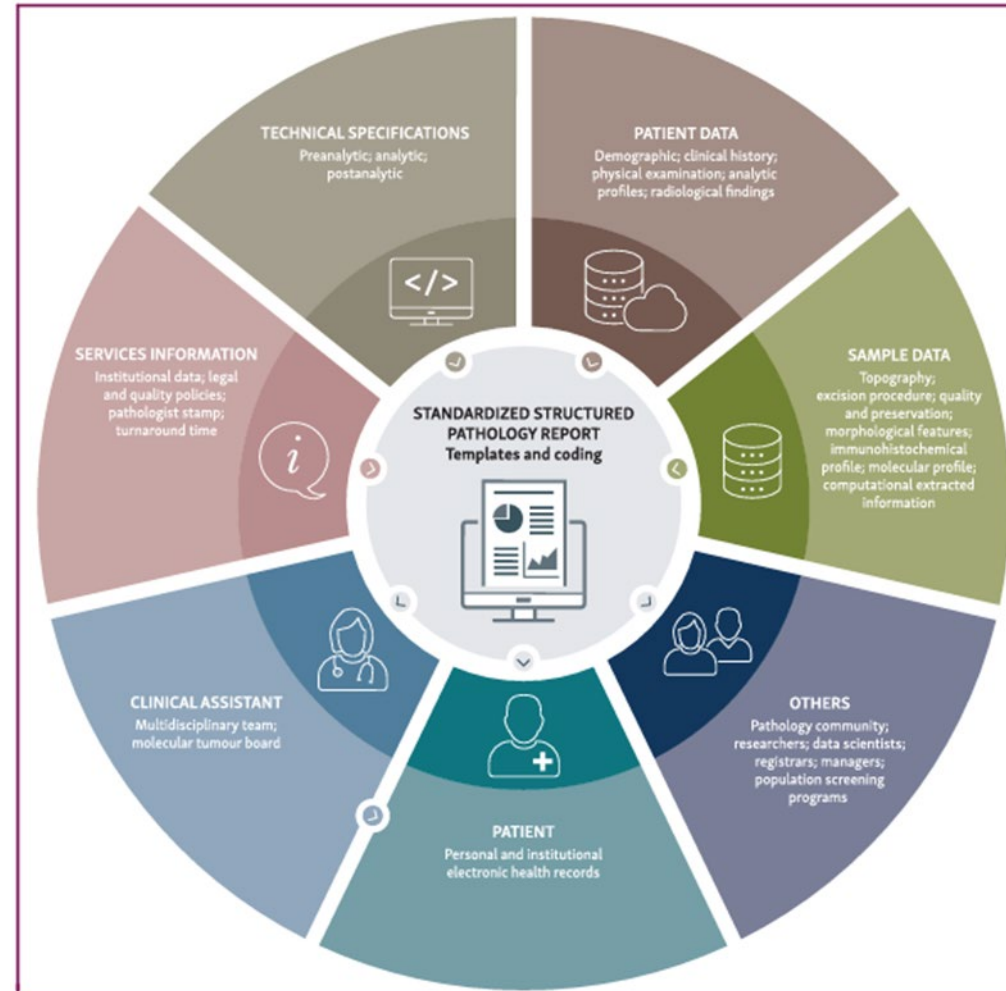 TECHNICAL SPECIFICATIONS
Preanalytic; analytic;
postanalytic
PATIENT DATA
Demographic; clinical history;
physical examination; analytic
profiles; radiological findings
</>
SERVICES INFORMATION
Institutional data; legal
and quality policies;
pathologist stamp;
turnaround time
i
STANDARDIZED STRUCTURED
PATHOLOGY REPORT
Templates and coding
SAMPLE DATA
Topography;
excision procedure; quality
and preservation;
morphological features;
immunohistochemical
profile; molecular profile;
computational extracted
information
CLINICAL ASSISTANT
Multidisciplinary team;
molecular tumour board
PATIENT
Personal and institutional
electronic health records
OTHERS
Pathology community;
researchers; data scientists;
registrars; managers;
population screening
programs